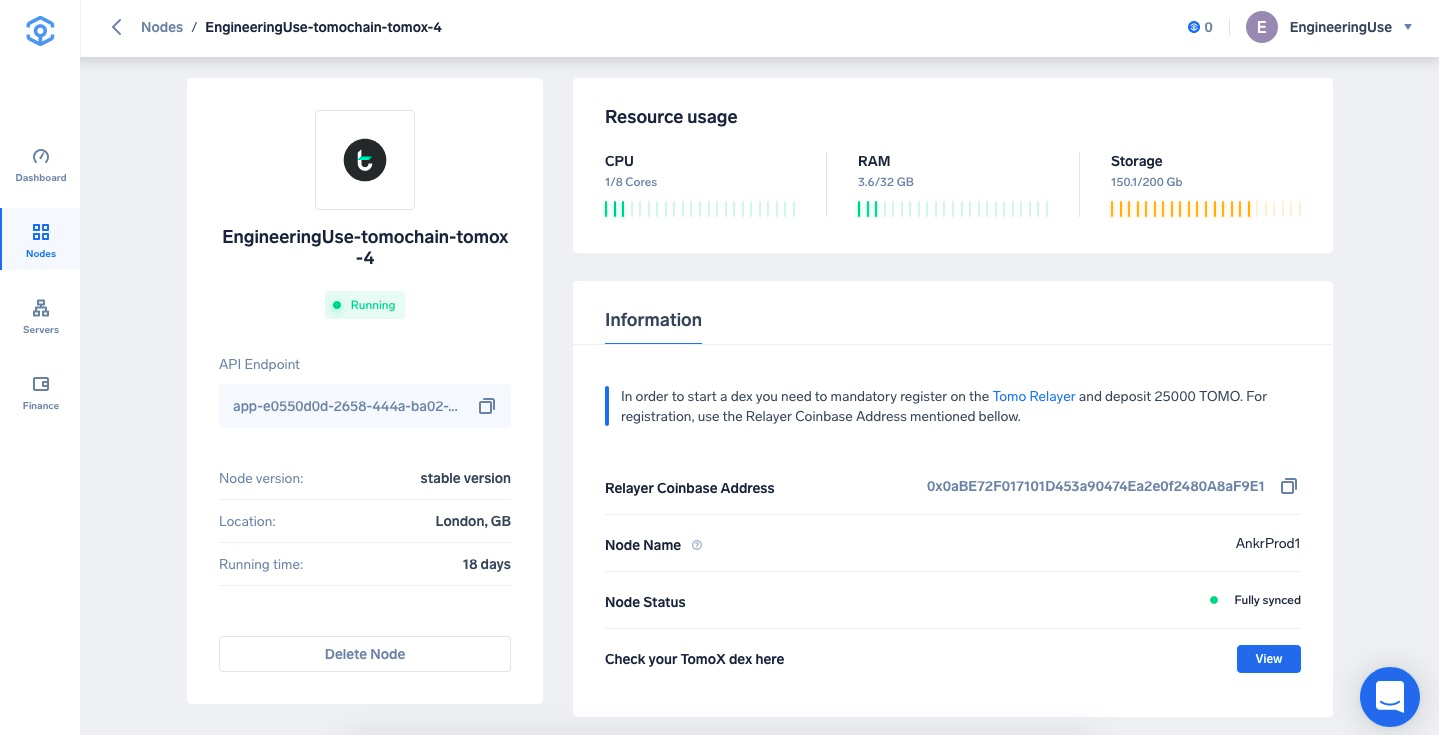 Nodes / EngineeringUse-tomochain-tomox-4
0
E
EngineeringUse
Dashboard
Nodes
Servers
Finance
EngineeringUse-tomochain-tomox
-4
Running
API Endpoint
app-e0550d0d-2658-444a-ba02-...
Node version: stable version
Location: London, GB
Running time: 18 days
Delete Node
Resource usage
CPU
1/8 Cores
RAM
3.6/32 GB
Storage
150.1/200 Gb
Information
In order to start a dex you need to mandatory register on the Tomo Relayer and deposit 25000 TOMO. For
registration, use the Relayer Coinbase Address mentioned bellow.
Relayer Coinbase Address 0x0aBE72F017101D453a90474Ea2e0f2480A8aF9E1
Node Name ? AnkrProd1
Node Status Fully synced
Check your TomoX dex here View